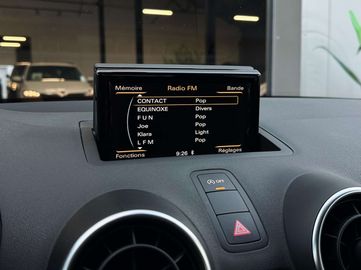 Mémoire Radio FM Bande
CONTACT Pop
EQUINOXE Divers
F U N Pop
Joe Pop
Klara Light
L F M Pop
Fonctions 9:26 Réglages